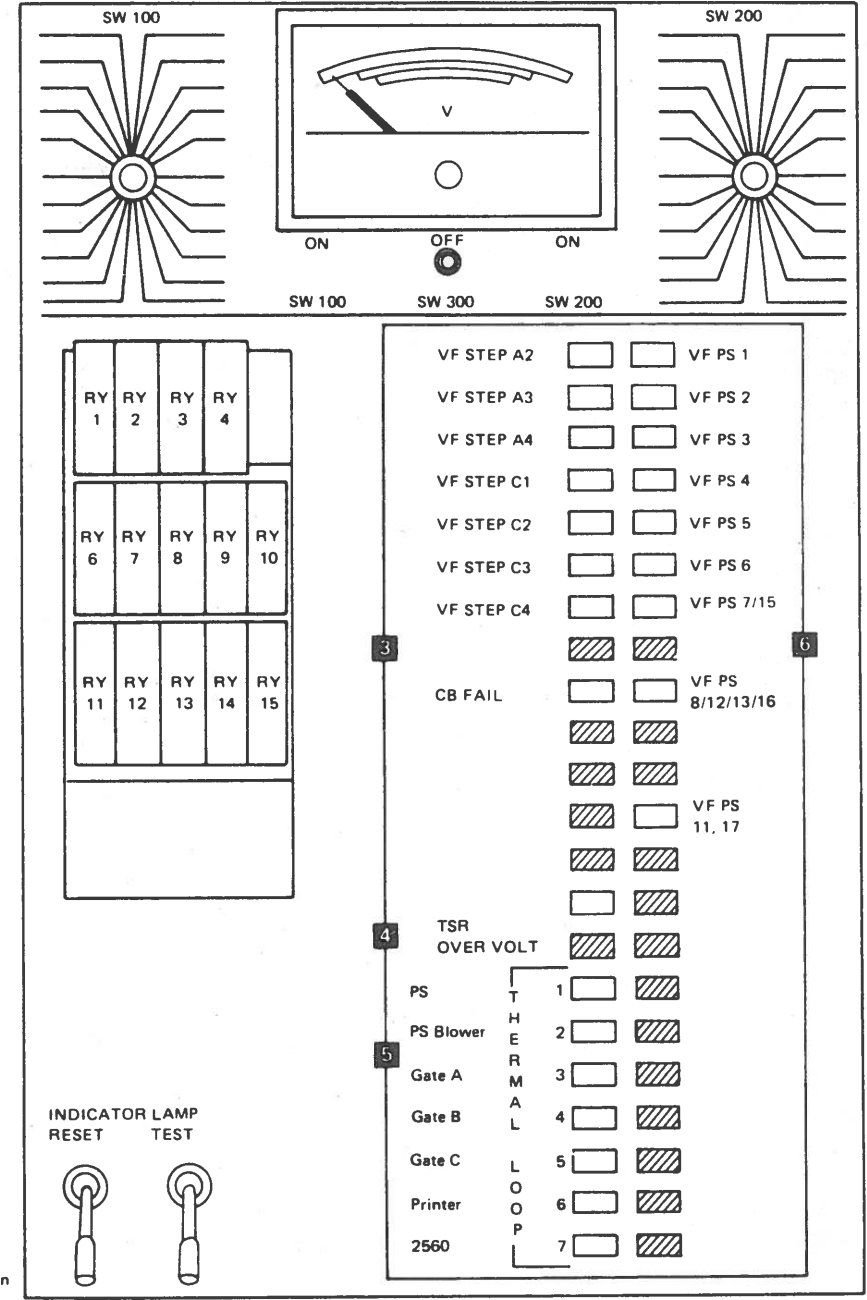 SW 100
SW 200
V
ON OFF ON
SW 100 SW 300 SW 200
RY 1
RY 2
RY 3
RY 4
RY 6
RY 7
RY 8
RY 9
RY 10
RY 11
RY 12
RY 13
RY 14
RY 15
VF STEP A2 VF PS 1
VF STEP A3 VF PS 2
VF STEP A4 VF PS 3
VF STEP C1 VF PS 4
VF STEP C2 VF PS 5
VF STEP C3 VF PS 6
VF STEP C4 VF PS 7/15
3 6
CB FAIL VF PS
8/12/13/16
VF PS
11, 17
4 TSR
OVER VOLT
THERMAL LOOP
PS 1
PS Blower 2
5
Gate A 3
Gate B 4
Gate C 5
Printer 6
2560 7
INDICATOR LAMP
RESET TEST
n